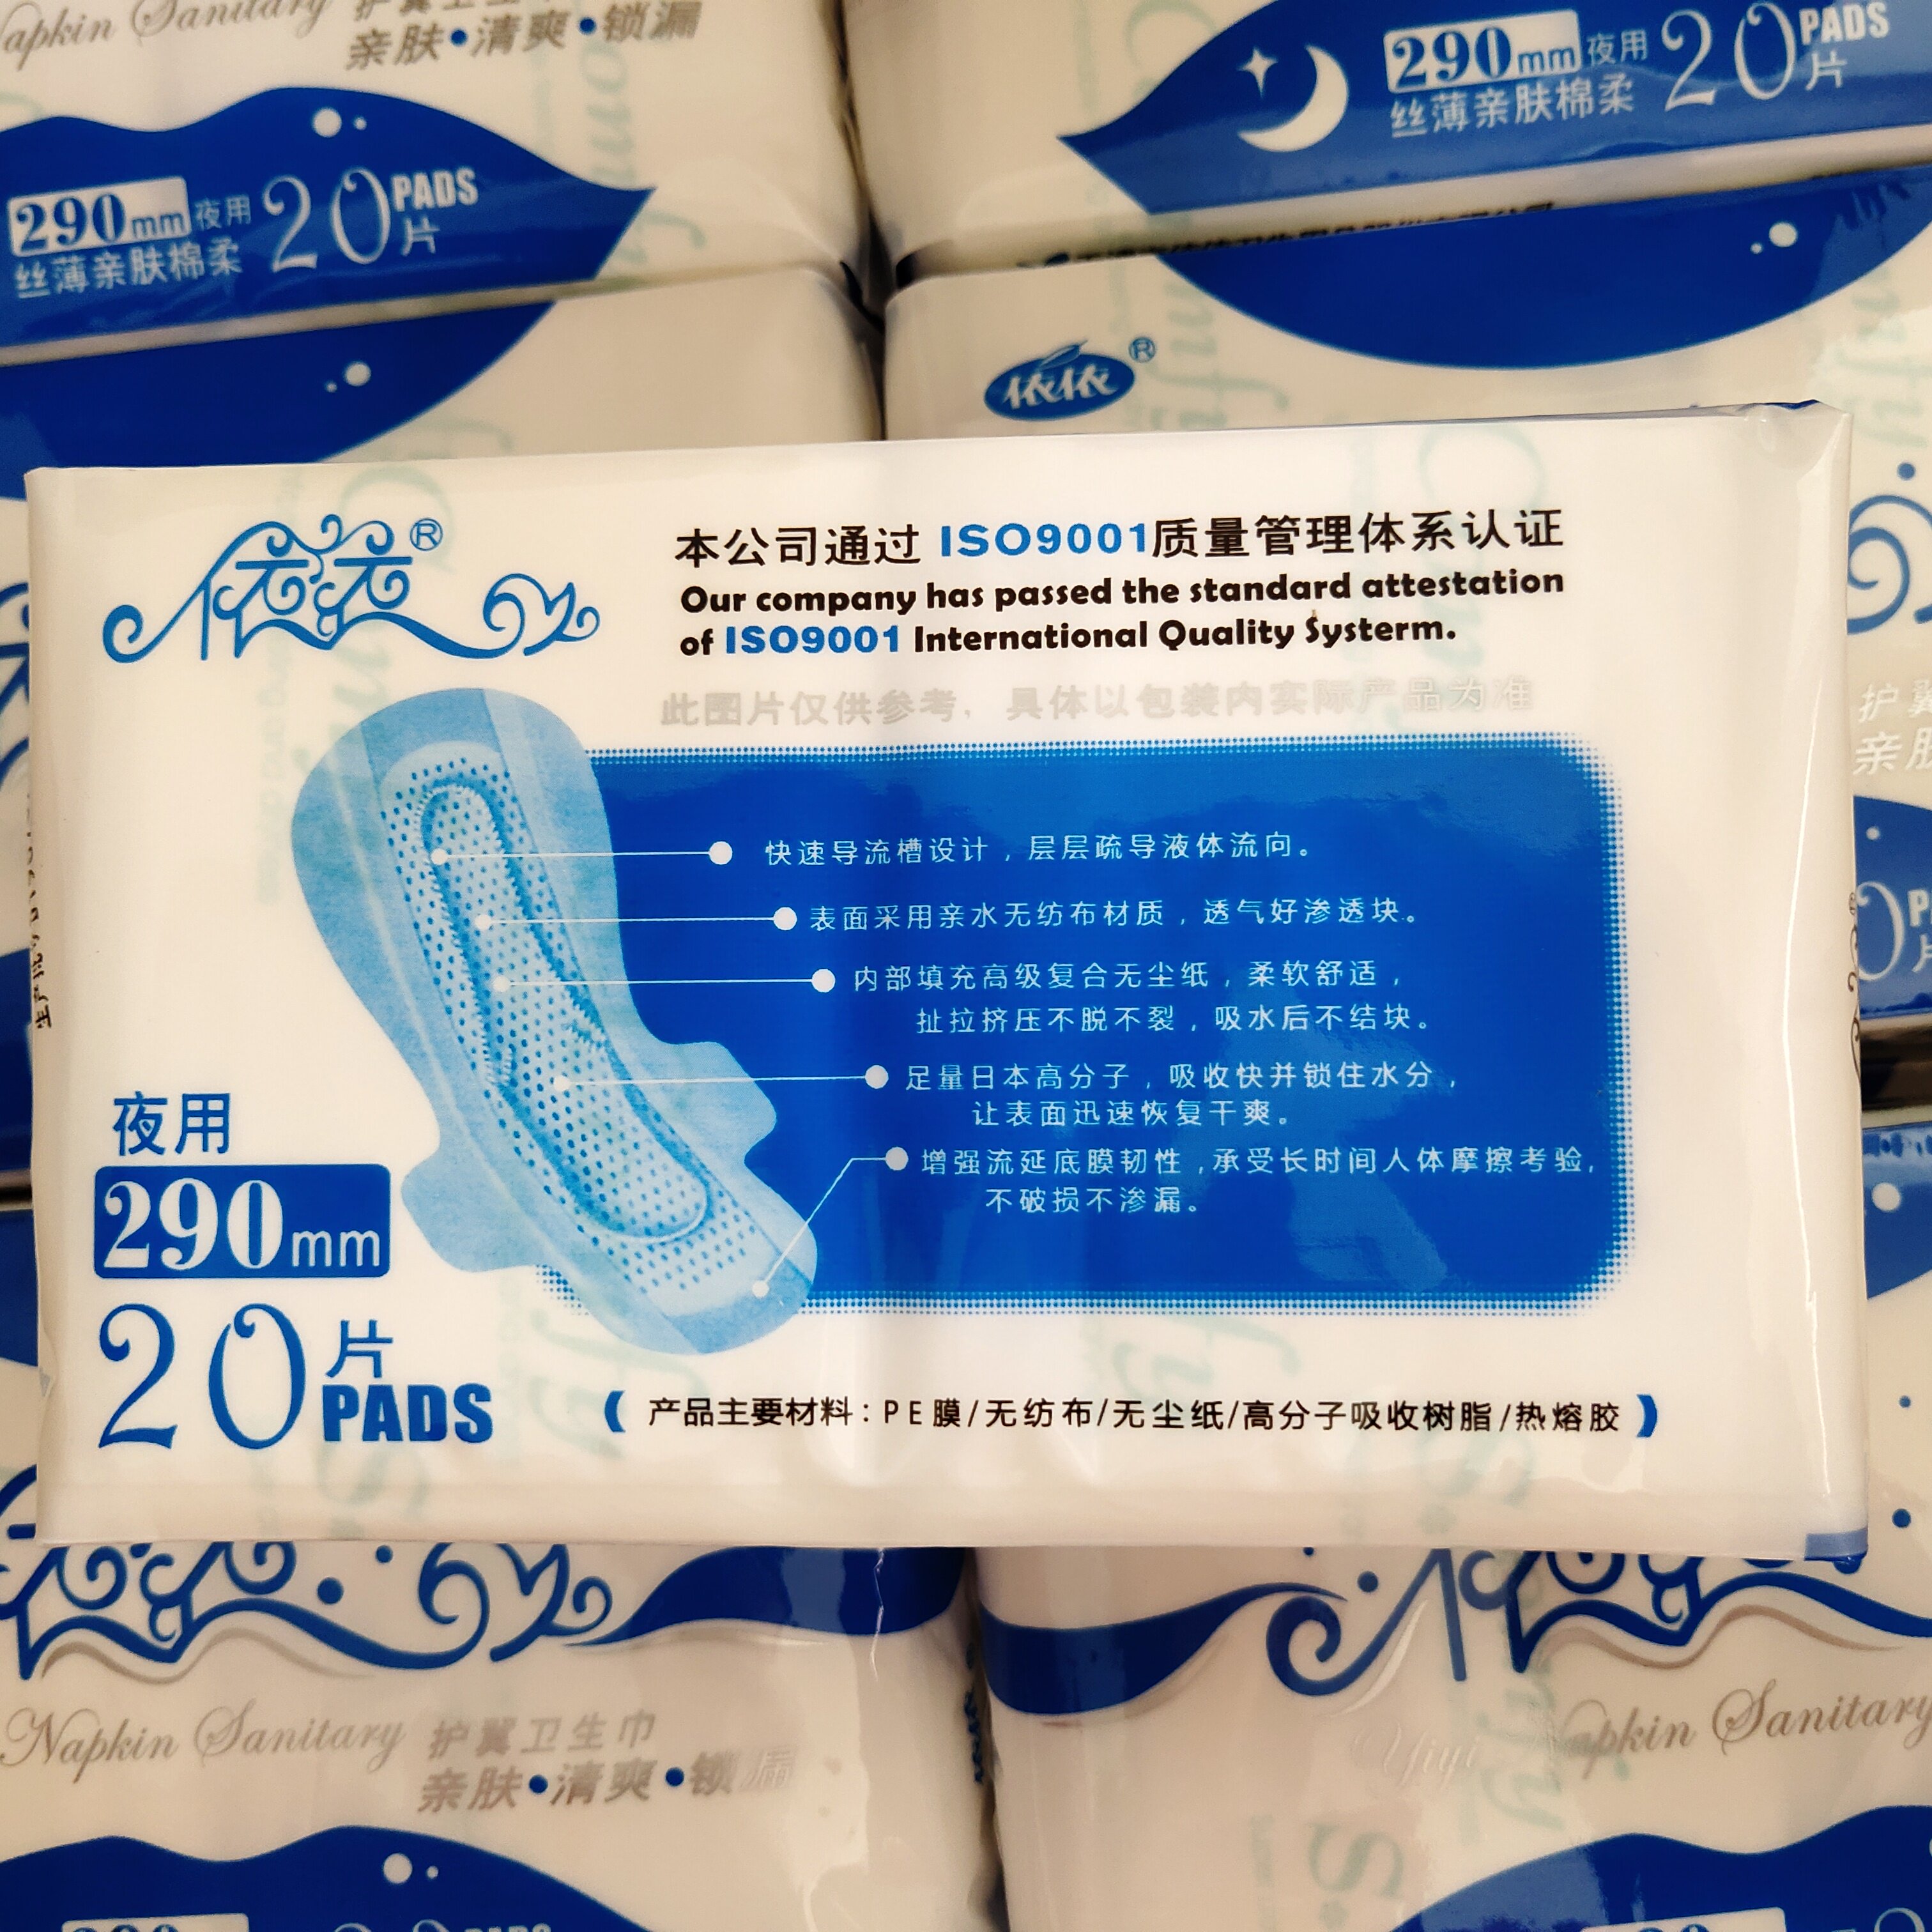 Napkin Sanitary
亲肤•清爽•锁漏
290mm 夜用 20 PADS 片
丝薄亲肤棉柔
290mm 夜用 20 PADS 片
丝薄亲肤棉柔
依依®
依依®
本公司通过 ISO9001质量管理体系认证
Our company has passed the standard attestation
of ISO9001 International Quality Systerm.
此图片仅供参考，具体以包装内实际产品为准
快速导流槽设计，层层疏导液体流向。
表面采用亲水无纺布材质，透气好渗透块。
内部填充高级复合无尘纸，柔软舒适，
扯拉挤压不脱不裂，吸水后不结块。
足量日本高分子，吸收快并锁住水分，
让表面迅速恢复干爽。
增强流延底膜韧性，承受长时间人体摩擦考验，
不破损不渗漏。
夜用
290mm
20片
PADS
( 产品主要材料：PE膜/无纺布/无尘纸/高分子吸收树脂/热熔胶 )
护翼
亲肤
Napkin Sanitary 护翼卫生巾
亲肤•清爽•锁漏
Yiyi Napkin Sanitary